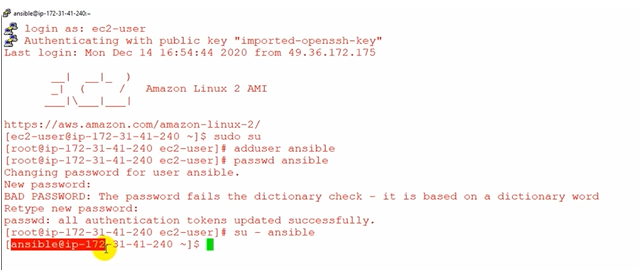 ansible@ip-172-31-41-240:~
login as: ec2-user
Authenticating with public key "imported-openssh-key"
Last login: Mon Dec 14 16:54:44 2020 from 49.36.172.175
__|  __|_  )
_|  (     /   Amazon Linux 2 AMI
___|\___|___|
https://aws.amazon.com/amazon-linux-2/
[ec2-user@ip-172-31-41-240 ~]$ sudo su
[root@ip-172-31-41-240 ec2-user]# adduser ansible
[root@ip-172-31-41-240 ec2-user]# passwd ansible
Changing password for user ansible.
New password:
BAD PASSWORD: The password fails the dictionary check - it is based on a dictionary word
Retype new password:
passwd: all authentication tokens updated successfully.
[root@ip-172-31-41-240 ec2-user]# su - ansible
[ansible@ip-172-31-41-240 ~]$